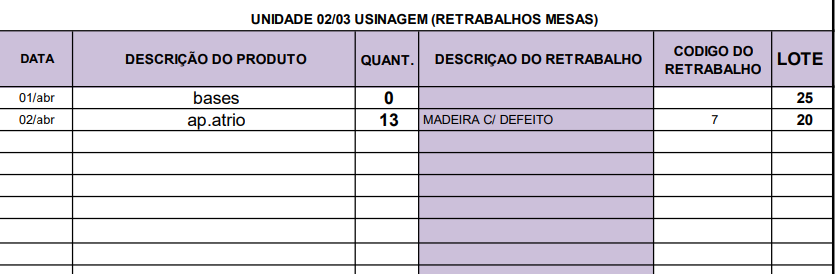 UNIDADE 02/03 USINAGEM (RETRABALHOS MESAS)
DATA DESCRIÇÃO DO PRODUTO QUANT. DESCRIÇAO DO RETRABALHO CODIGO DO RETRABALHO LOTE
01/abr bases 0 25
02/abr ap.atrio 13 MADEIRA C/ DEFEITO 7 20